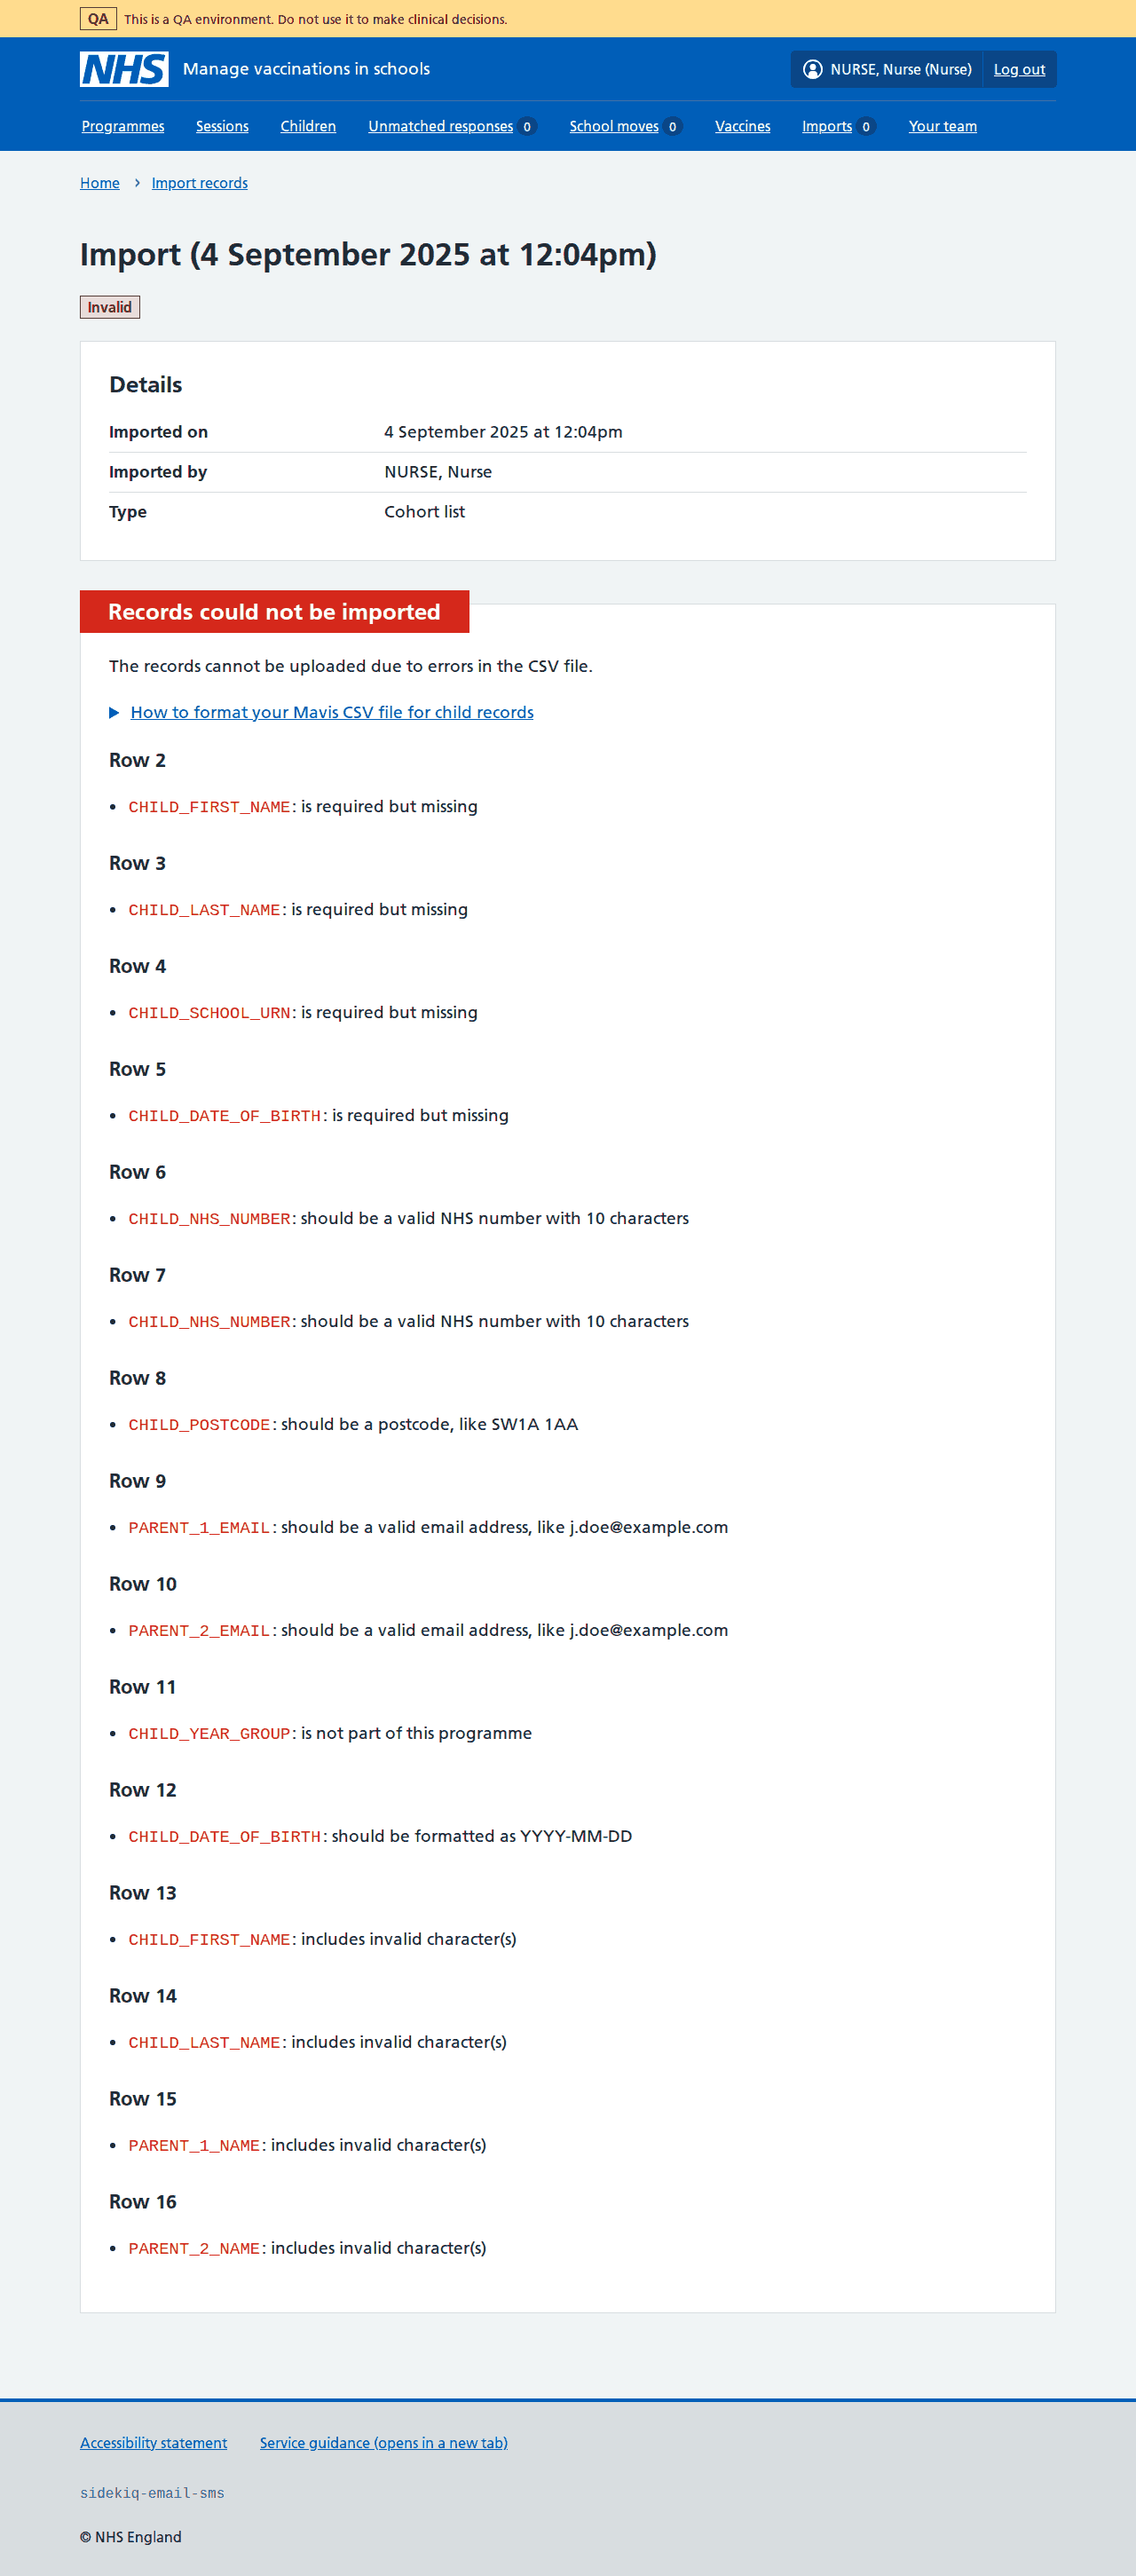 QA This is a QA environment. Do not use it to make clinical decisions.
NHS Manage vaccinations in schools NURSE, Nurse (Nurse) Log out
Programmes Sessions Children Unmatched responses 0 School moves 0 Vaccines Imports 0 Your team
Home › Import records
Import (4 September 2025 at 12:04pm)
Invalid
Details
Imported on 4 September 2025 at 12:04pm
Imported by NURSE, Nurse
Type Cohort list
Records could not be imported
The records cannot be uploaded due to errors in the CSV file.
How to format your Mavis CSV file for child records
Row 2
• CHILD_FIRST_NAME: is required but missing
Row 3
• CHILD_LAST_NAME: is required but missing
Row 4
• CHILD_SCHOOL_URN: is required but missing
Row 5
• CHILD_DATE_OF_BIRTH: is required but missing
Row 6
• CHILD_NHS_NUMBER: should be a valid NHS number with 10 characters
Row 7
• CHILD_NHS_NUMBER: should be a valid NHS number with 10 characters
Row 8
• CHILD_POSTCODE: should be a postcode, like SW1A 1AA
Row 9
• PARENT_1_EMAIL: should be a valid email address, like j.doe@example.com
Row 10
• PARENT_2_EMAIL: should be a valid email address, like j.doe@example.com
Row 11
• CHILD_YEAR_GROUP: is not part of this programme
Row 12
• CHILD_DATE_OF_BIRTH: should be formatted as YYYY-MM-DD
Row 13
• CHILD_FIRST_NAME: includes invalid character(s)
Row 14
• CHILD_LAST_NAME: includes invalid character(s)
Row 15
• PARENT_1_NAME: includes invalid character(s)
Row 16
• PARENT_2_NAME: includes invalid character(s)
Accessibility statement Service guidance (opens in a new tab)
sidekiq-email-sms
© NHS England